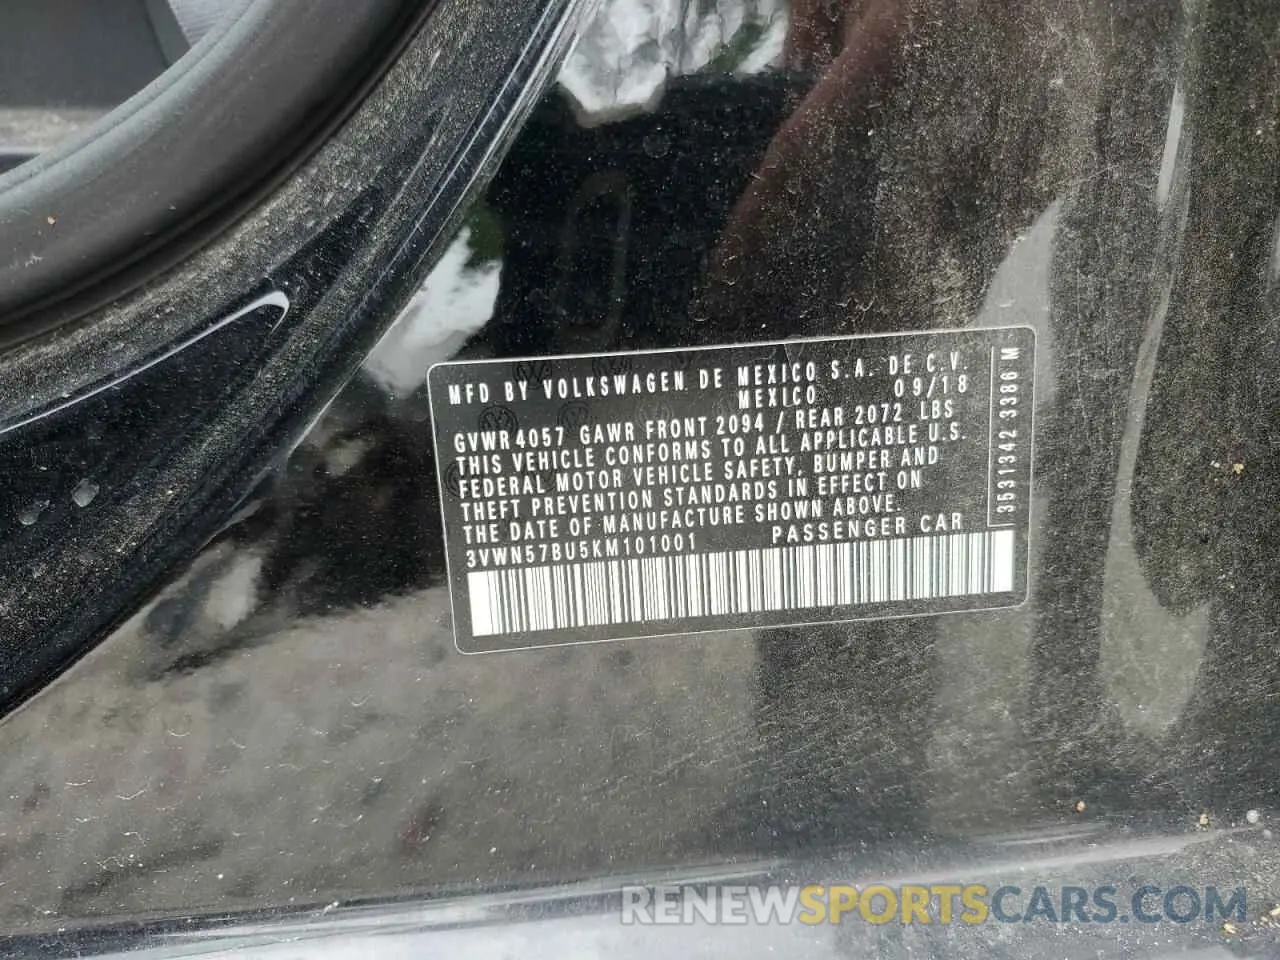 MFD BY VOLKSWAGEN DE MEXICO S.A. DE C.V.
MEXICO 09/18
GVWR 4057 GAWR FRONT 2094 / REAR 2072 LBS
THIS VEHICLE CONFORMS TO ALL APPLICABLE U.S.
FEDERAL MOTOR VEHICLE SAFETY, BUMPER AND
THEFT PREVENTION STANDARDS IN EFFECT ON
THE DATE OF MANUFACTURE SHOWN ABOVE.
3VWN57BU5KM101001 PASSENGER CAR
3531342 3386 M
RENEWSPORTSCARS.COM